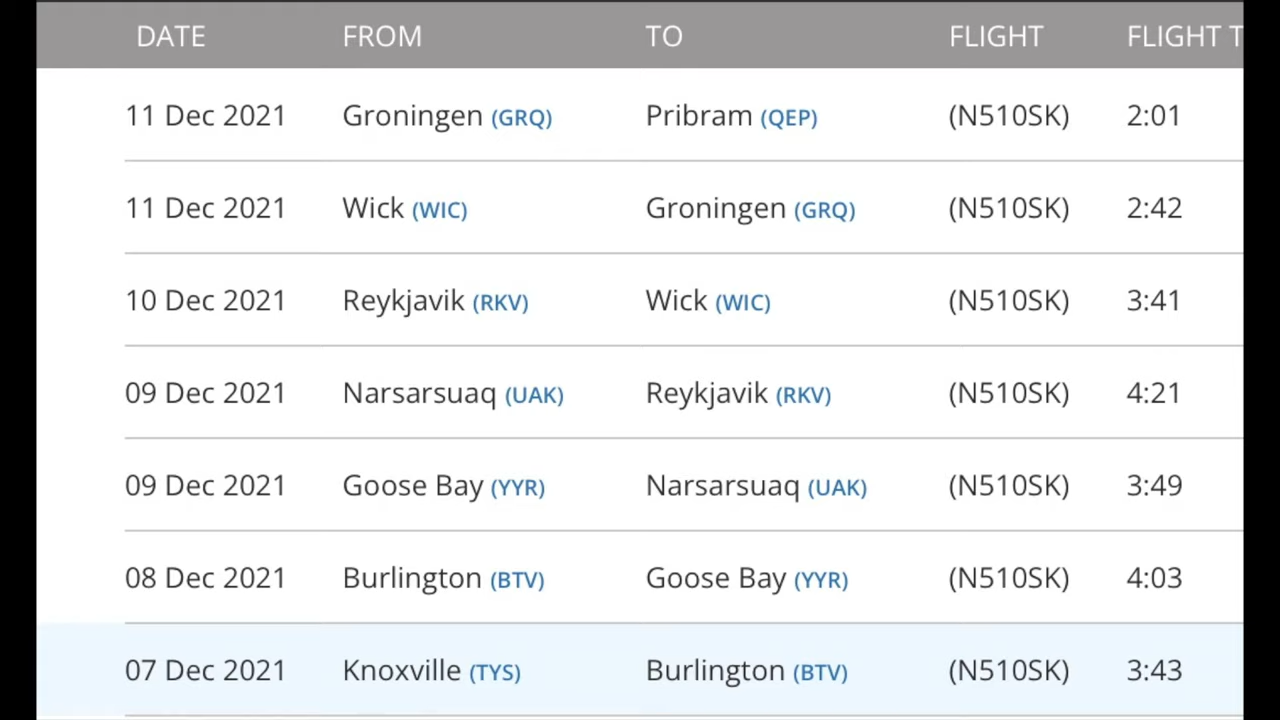 DATE FROM TO FLIGHT FLIGHT T
11 Dec 2021 Groningen (GRQ) Pribram (QEP) (N510SK) 2:01
11 Dec 2021 Wick (WIC) Groningen (GRQ) (N510SK) 2:42
10 Dec 2021 Reykjavik (RKV) Wick (WIC) (N510SK) 3:41
09 Dec 2021 Narsarsuaq (UAK) Reykjavik (RKV) (N510SK) 4:21
09 Dec 2021 Goose Bay (YYR) Narsarsuaq (UAK) (N510SK) 3:49
08 Dec 2021 Burlington (BTV) Goose Bay (YYR) (N510SK) 4:03
07 Dec 2021 Knoxville (TYS) Burlington (BTV) (N510SK) 3:43